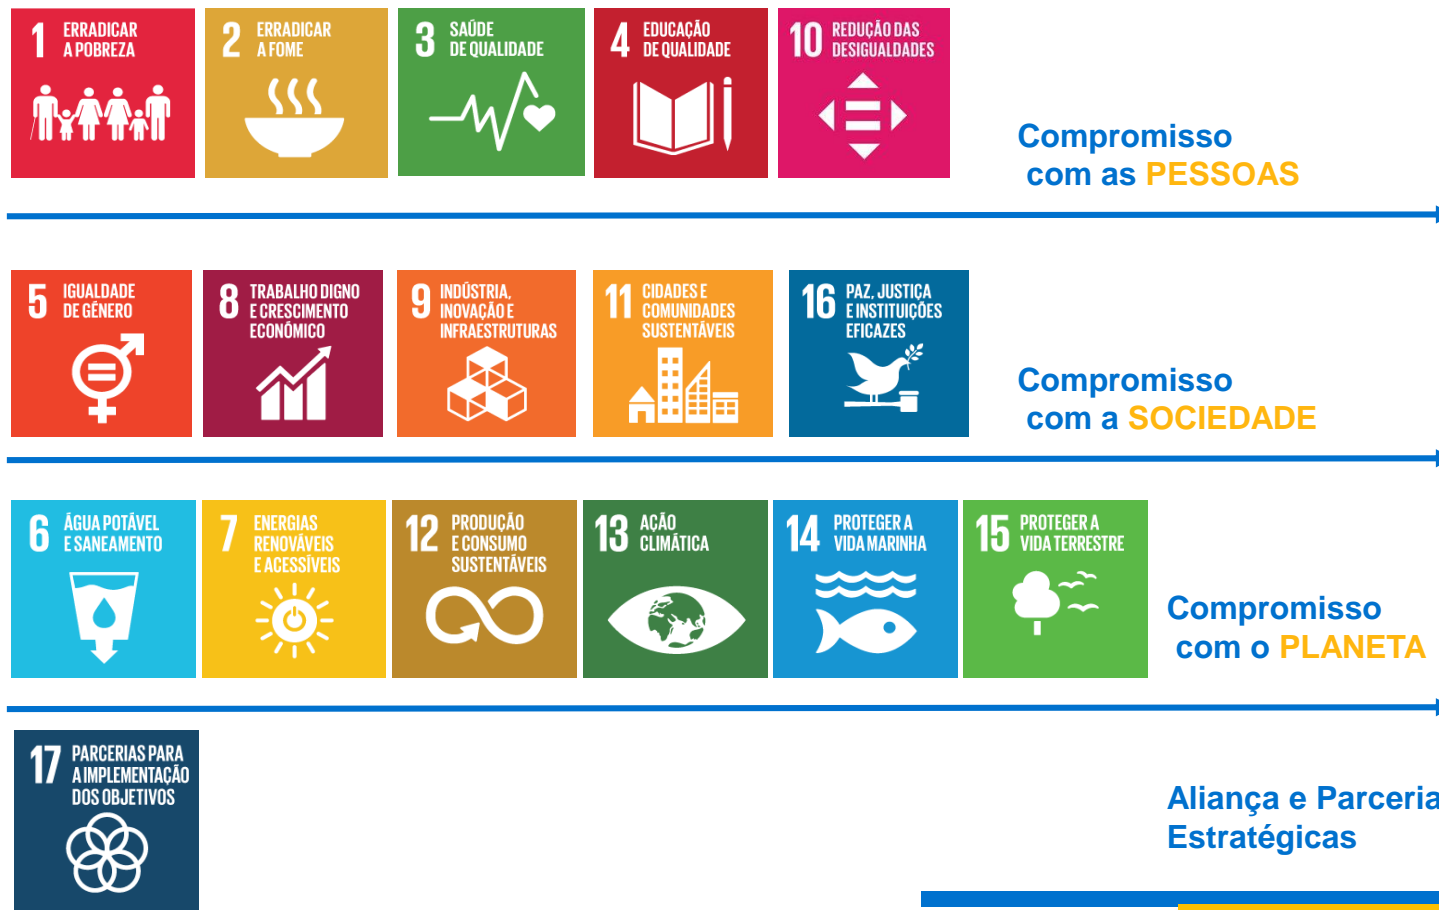 1 ERRADICAR
A POBREZA
2 ERRADICAR
A FOME
3 SAÚDE
DE QUALIDADE
4 EDUCAÇÃO
DE QUALIDADE
10 REDUÇÃO DAS
DESIGUALDADES
Compromisso
com as PESSOAS
5 IGUALDADE
DE GÉNERO
8 TRABALHO DIGNO
E CRESCIMENTO
ECONÓMICO
9 INDÚSTRIA,
INOVAÇÃO E
INFRAESTRUTURAS
11 CIDADES E
COMUNIDADES
SUSTENTÁVEIS
16 PAZ, JUSTIÇA
E INSTITUIÇÕES
EFICAZES
Compromisso
com a SOCIEDADE
6 ÁGUA POTÁVEL
E SANEAMENTO
7 ENERGIAS
RENOVÁVEIS
E ACESSÍVEIS
12 PRODUÇÃO
E CONSUMO
SUSTENTÁVEIS
13 AÇÃO
CLIMÁTICA
14 PROTEGER A
VIDA MARINHA
15 PROTEGER A
VIDA TERRESTRE
Compromisso
com o PLANETA
17 PARCERIAS PARA
A IMPLEMENTAÇÃO
DOS OBJETIVOS
Aliança e Parceria
Estratégicas